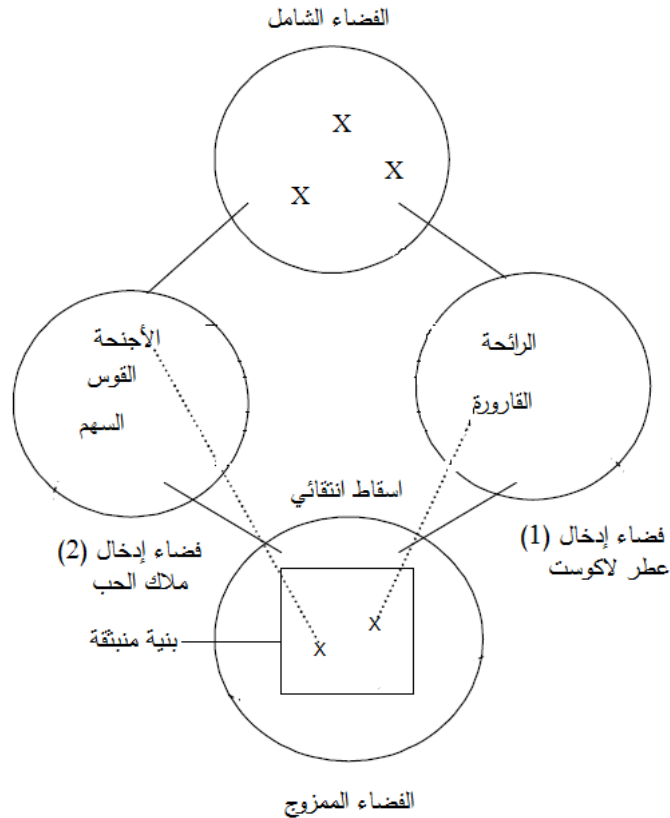 الفضاء الشامل
X
X
X
الرائحة
القارورة
الأجنحة
القوس
السهم
اسقاط انتقائي
فضاء إدخال (1)
عطر لاكوست
فضاء إدخال (2)
ملاك الحب
بنية منبثقة
x
x
الفضاء الممزوج